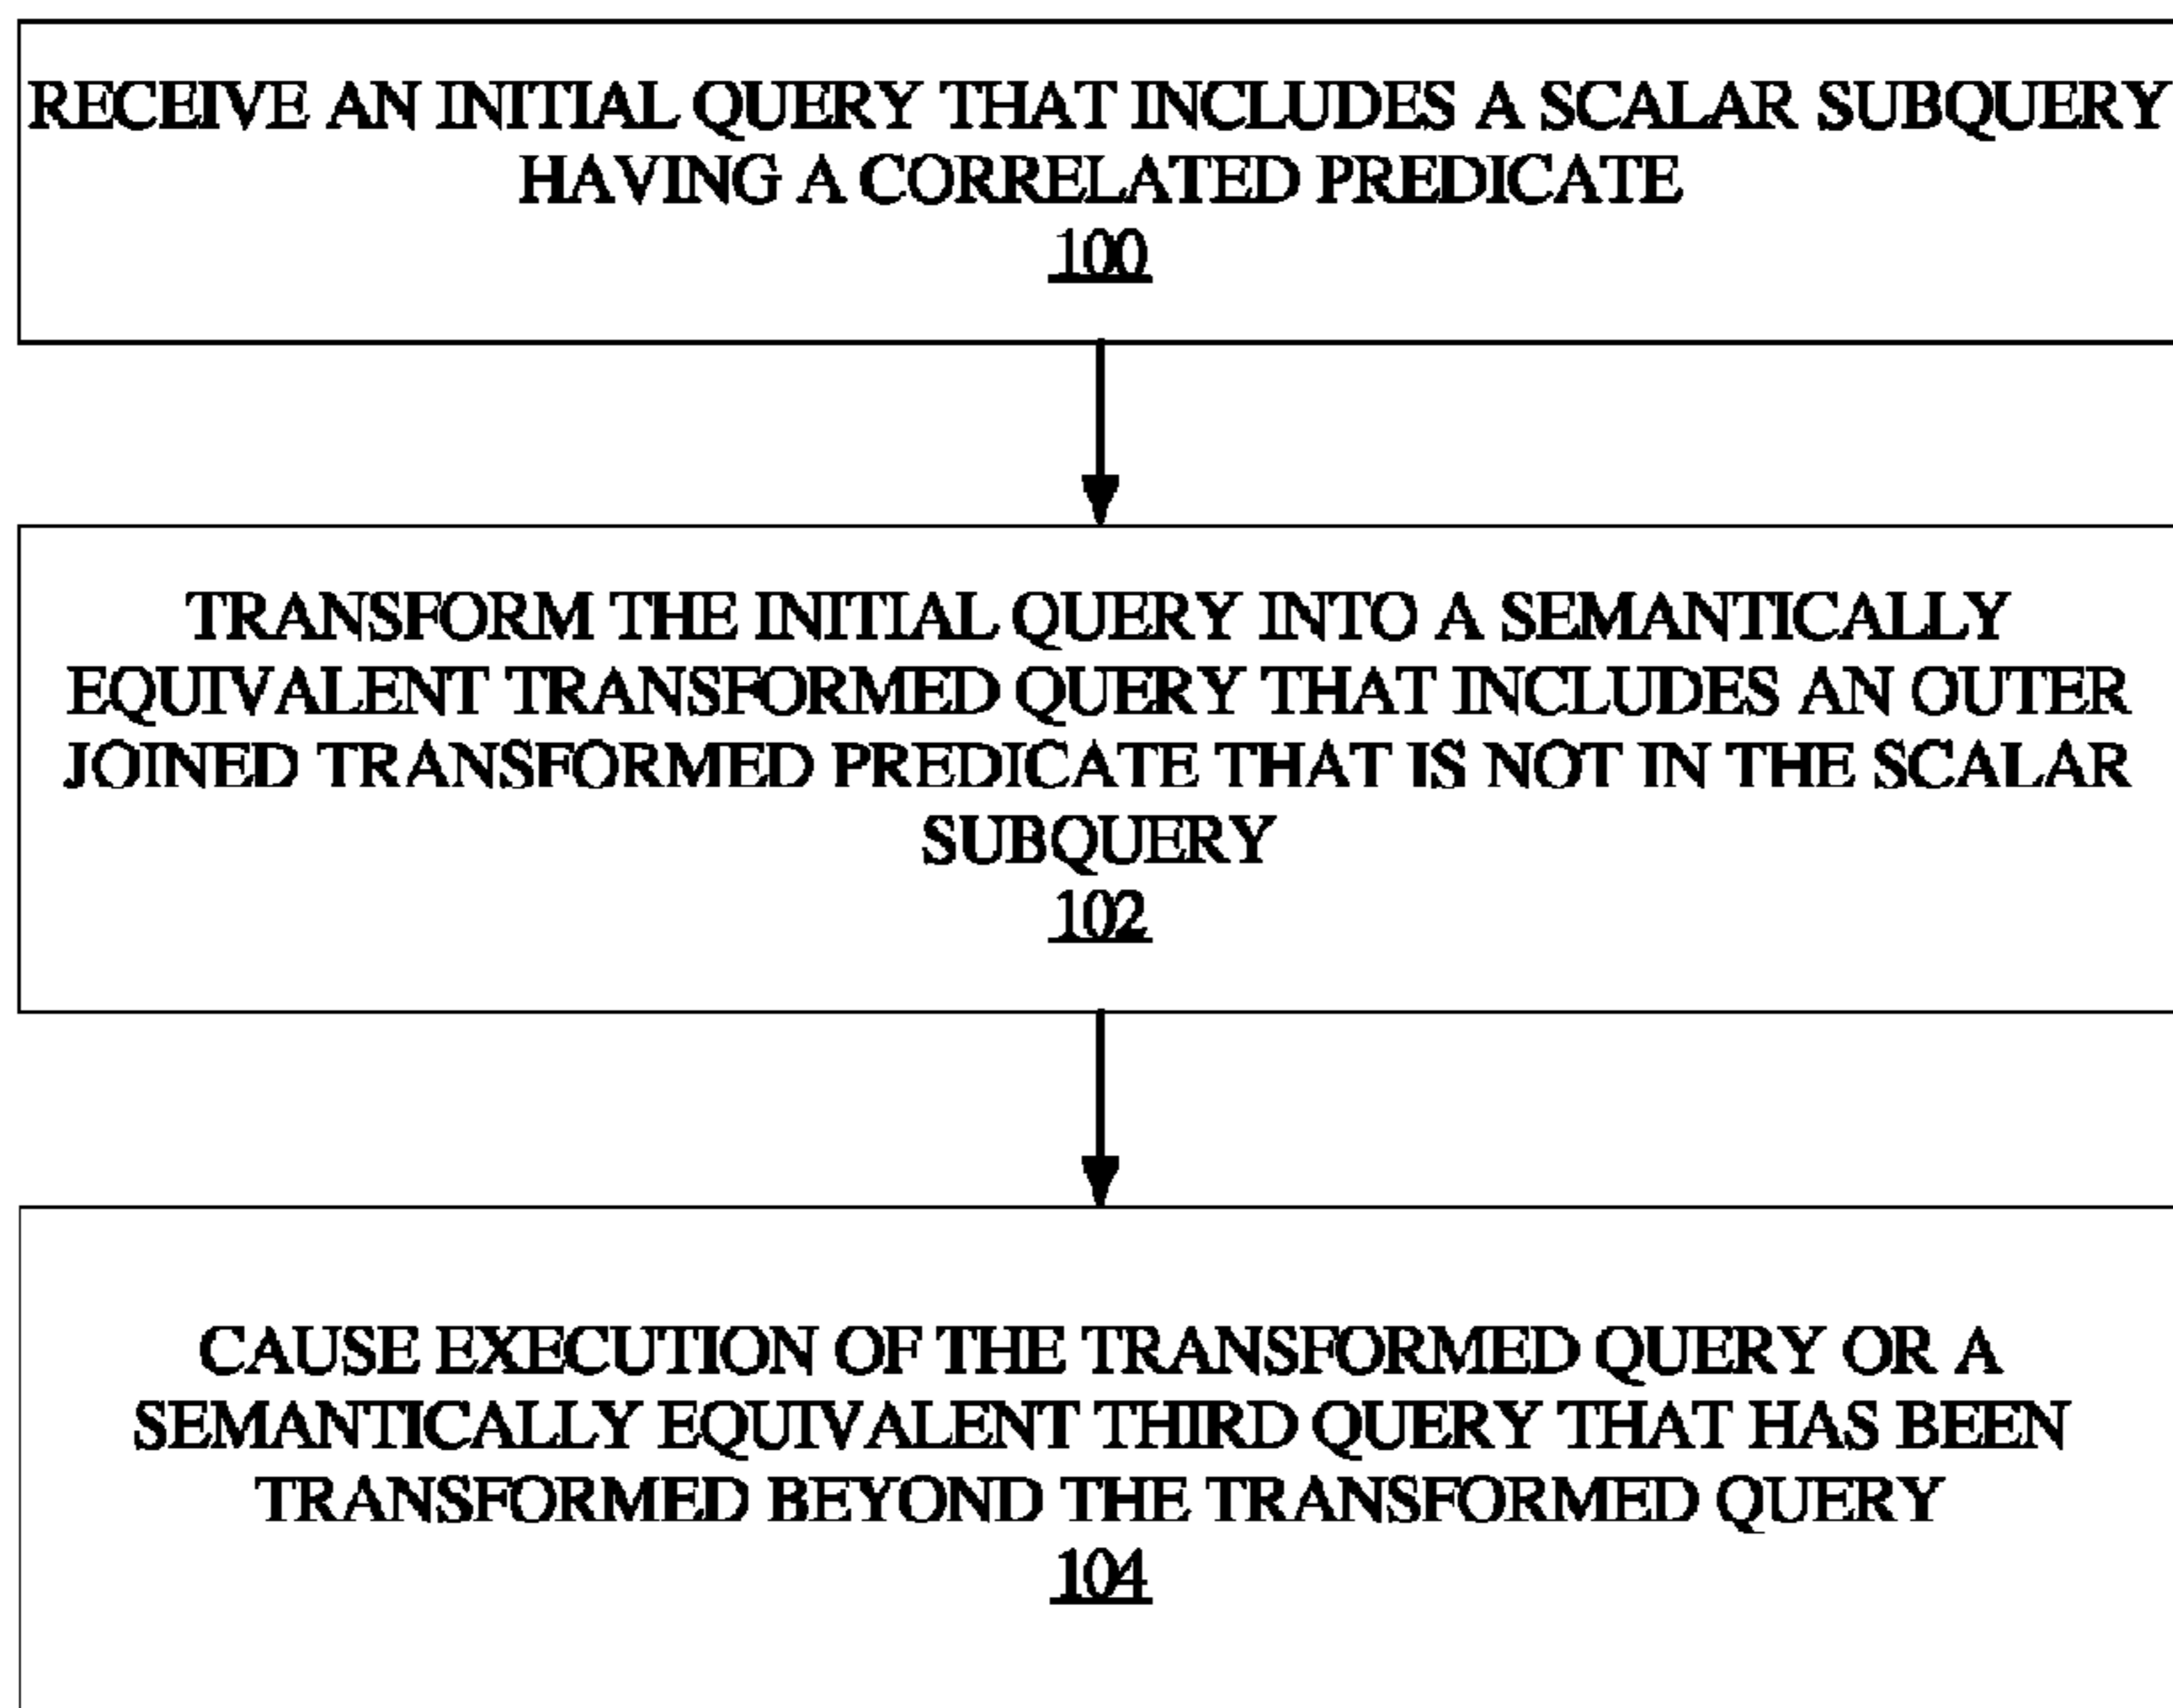 RECEIVE AN INITIAL QUERY THAT INCLUDES A SCALAR SUBQUERY
HAVING A CORRELATED PREDICATE
100
TRANSFORM THE INITIAL QUERY INTO A SEMANTICALLY
EQUIVALENT TRANSFORMED QUERY THAT INCLUDES AN OUTER
JOINED TRANSFORMED PREDICATE THAT IS NOT IN THE SCALAR
SUBQUERY
102
CAUSE EXECUTION OF THE TRANSFORMED QUERY OR A
SEMANTICALLY EQUIVALENT THIRD QUERY THAT HAS BEEN
TRANSFORMED BEYOND THE TRANSFORMED QUERY
104